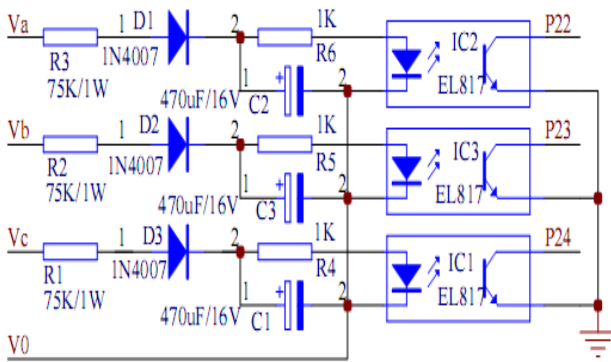 Va 1 D1 2 1K IC2 P22
R3 1N4007 R6
75K/1W 470uF/16V 1 + C2 2 EL817
Vb 1 D2 2 1K IC3 P23
R2 1N4007 R5
75K/1W 470uF/16V 1 + C3 2 EL817
Vc 1 D3 2 1K IC1 P24
R1 1N4007 R4
75K/1W 470uF/16V 1 + C1 2 EL817
V0